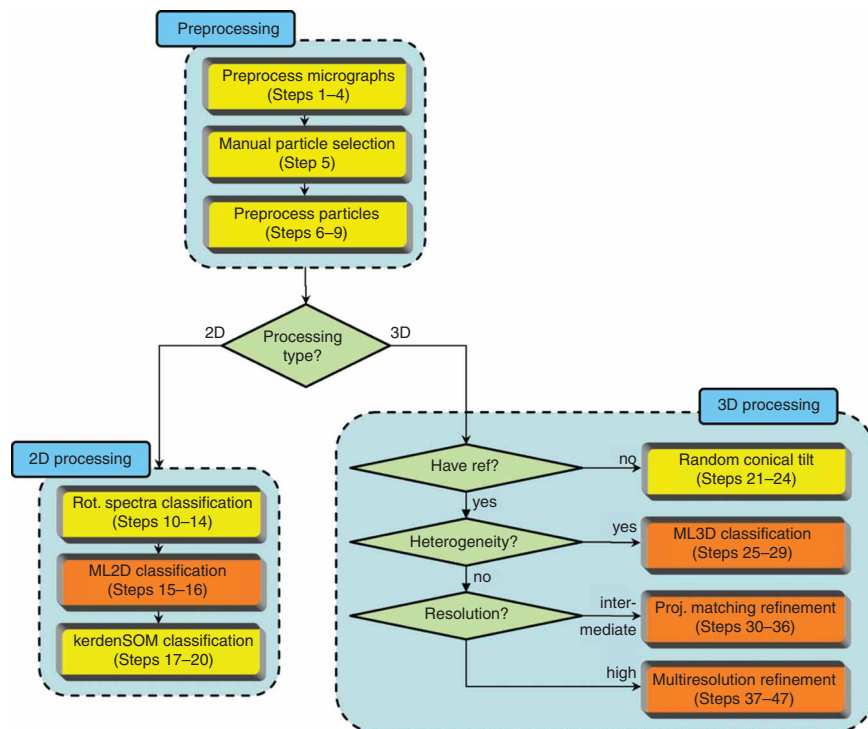 Preprocessing
Preprocess micrographs
(Steps 1–4)
Manual particle selection
(Step 5)
Preprocess particles
(Steps 6–9)
2D
Processing
type?
3D
2D processing
Rot. spectra classification
(Steps 10–14)
ML2D classification
(Steps 15–16)
kerdenSOM classification
(Steps 17–20)
3D processing
Have ref?
no
Random conical tilt
(Steps 21–24)
yes
Heterogeneity?
yes
ML3D classification
(Steps 25–29)
no
Resolution?
inter-
mediate
Proj. matching refinement
(Steps 30–36)
high
Multiresolution refinement
(Steps 37–47)